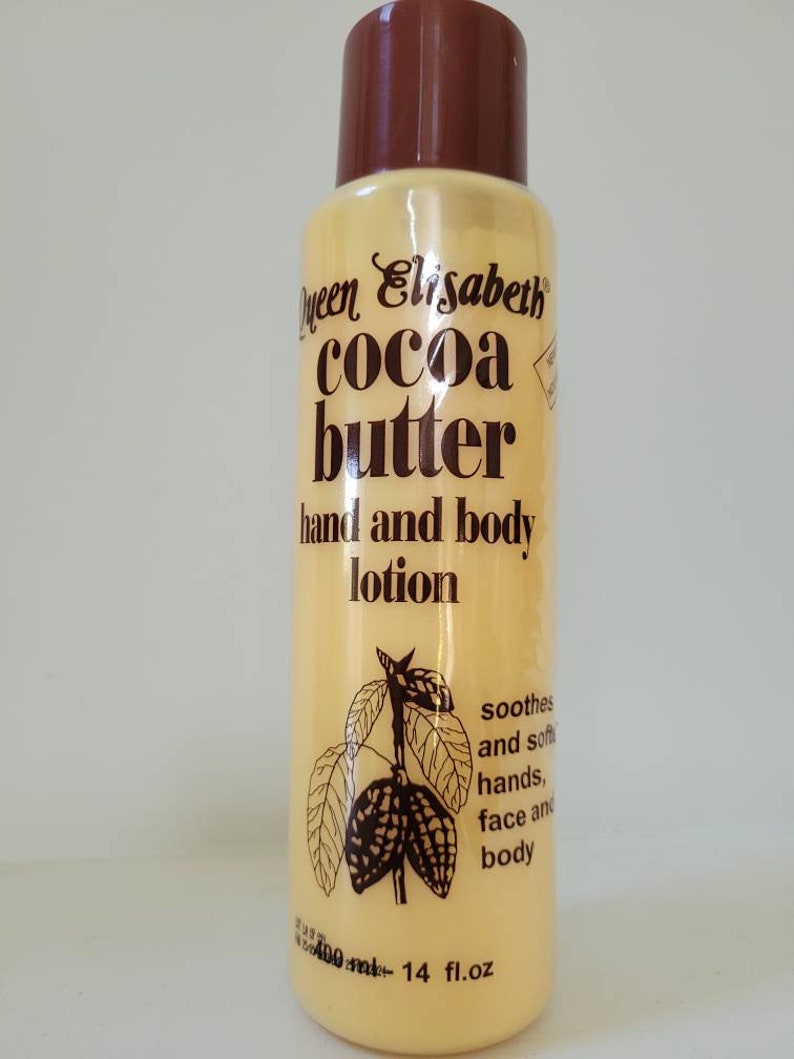 Queen Elisabeth®
cocoa
butter
hand and body
lotion
soothes
and
hands,
face and
body
400 ml - 14 fl.oz